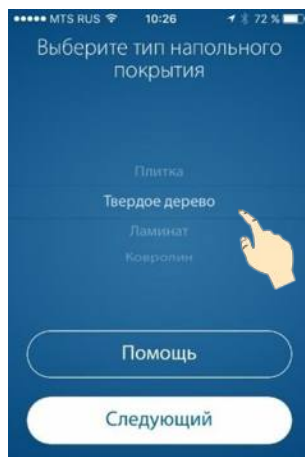 ●●●●● MTS RUS 10:26 72 %
Выберите тип напольного
покрытия
Плитка
Твердое дерево
Ламинат
Ковролин
Помощь
Следующий